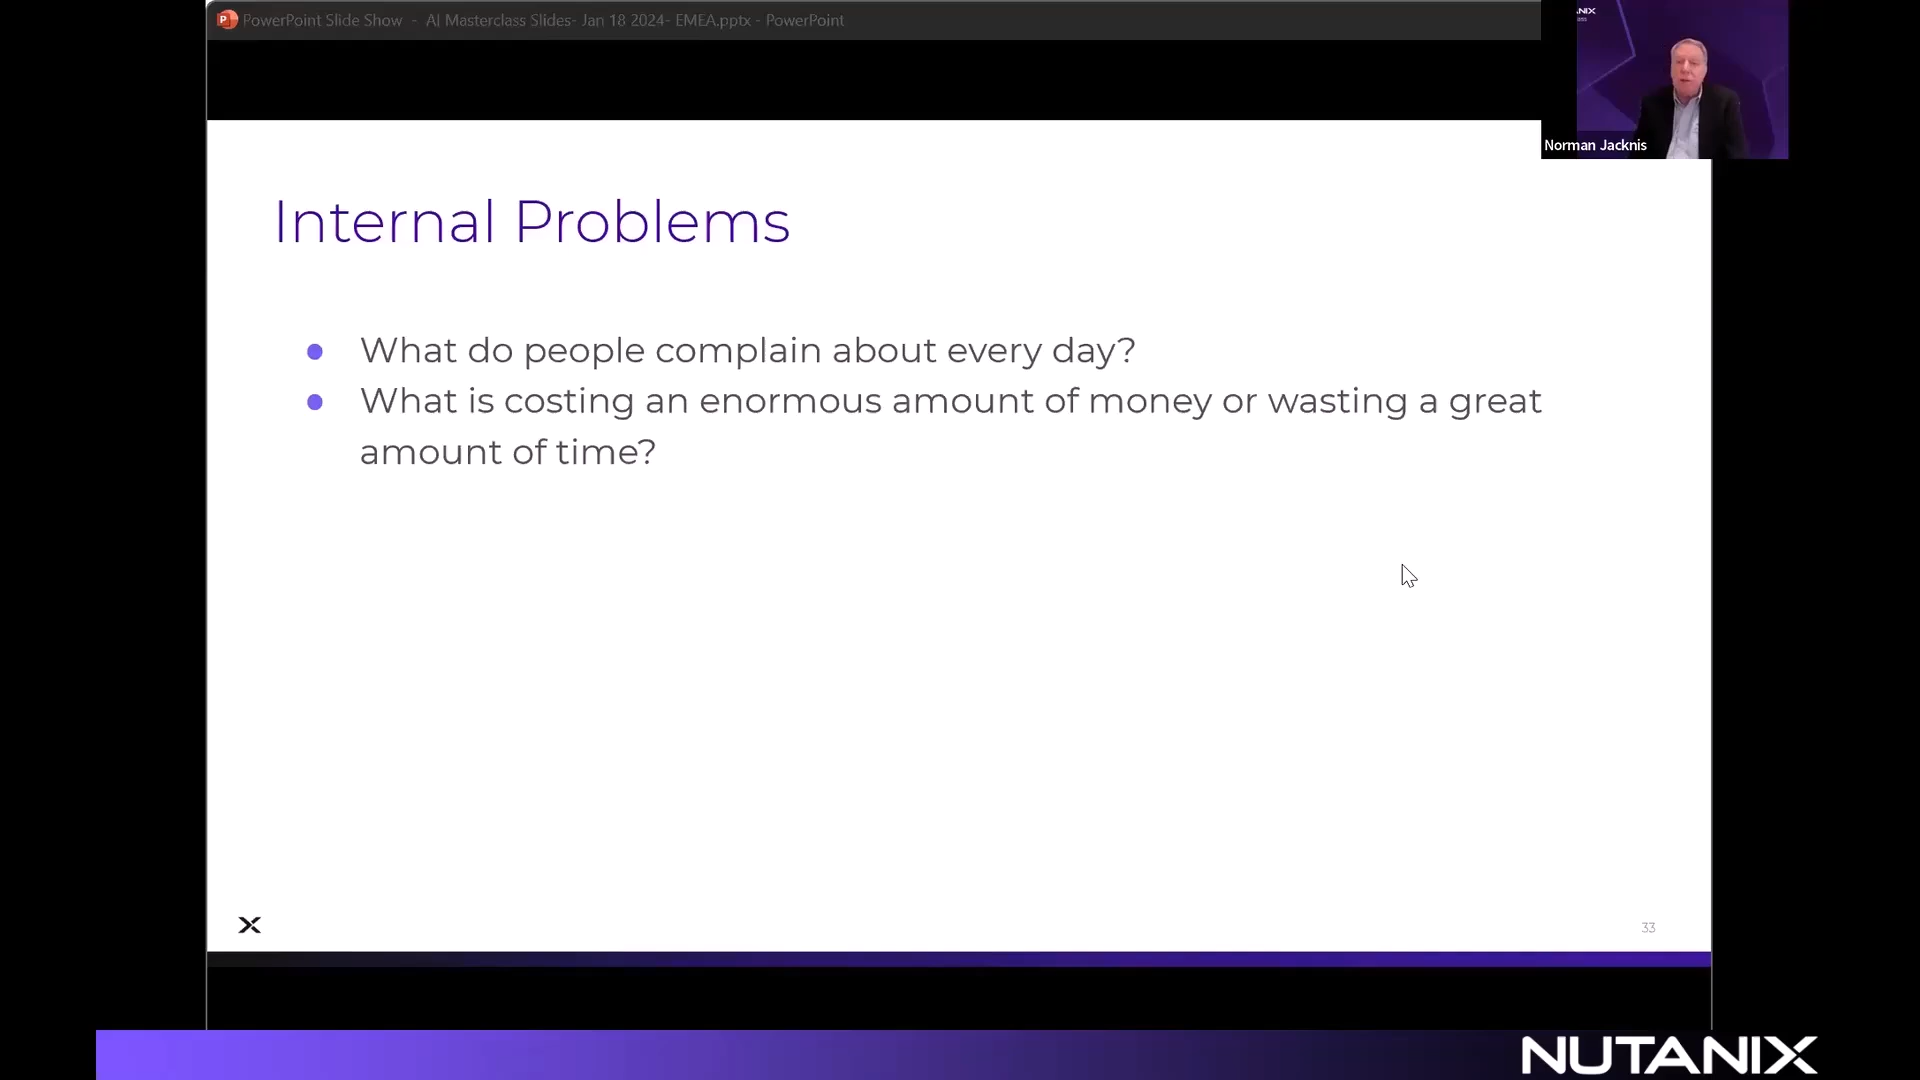 PowerPoint Slide Show - AI Masterclass Slides- Jan 18 2024- EMEA.pptx - PowerPoint
Norman Jacknis
Internal Problems
What do people complain about every day?
What is costing an enormous amount of money or wasting a great
amount of time?
33
NUTANIX